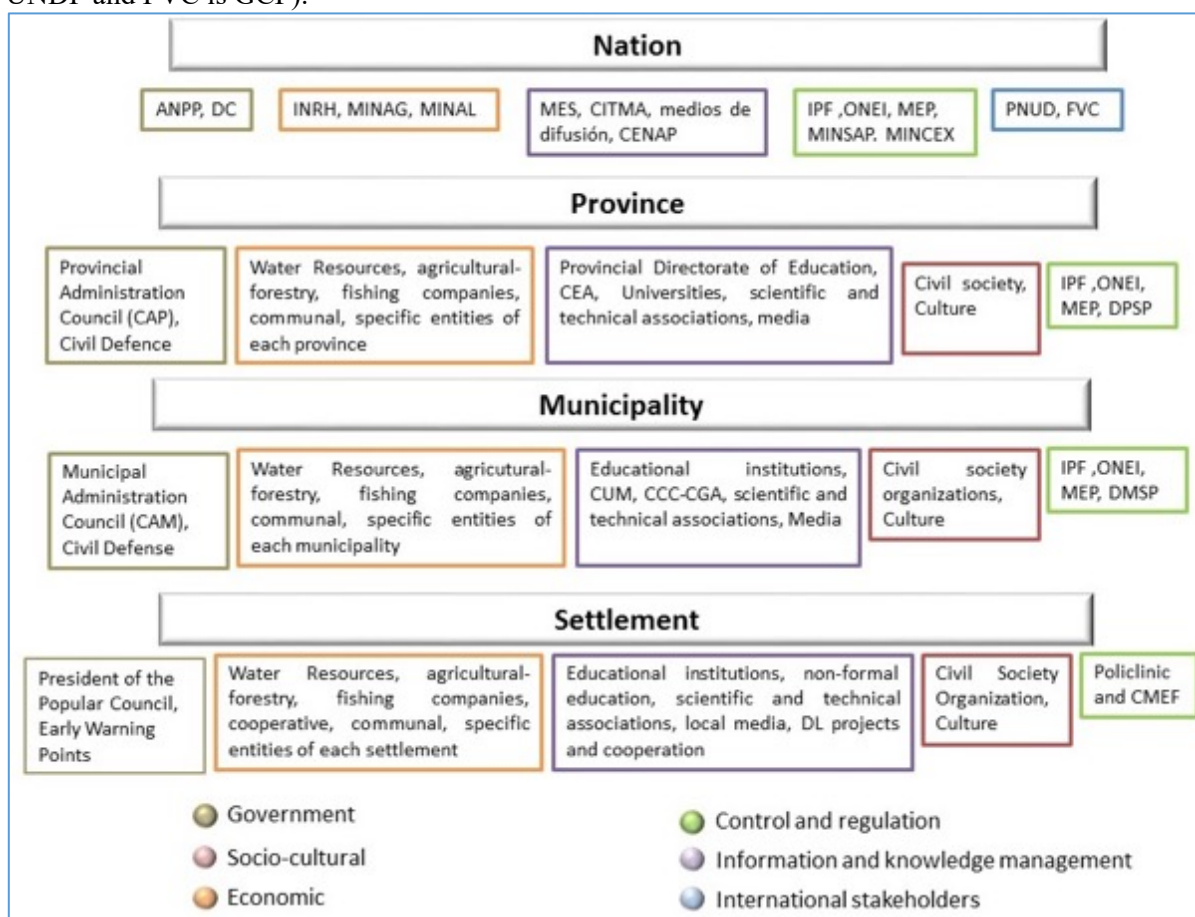 UNDP and FVC is GCF).
Nation
ANPP, DC
INRH, MINAG, MINAL
MES, CITMA, medios de
difusión, CENAP
IPF ,ONEI, MEP,
MINSAP. MINCEX
PNUD, FVC
Province
Provincial
Administration
Council (CAP),
Civil Defence
Water Resources, agricultural-
forestry, fishing companies,
communal, specific entities of
each province
Provincial Directorate of Education,
CEA, Universities, scientific and
technical associations, media
Civil society,
Culture
IPF ,ONEI,
MEP, DPSP
Municipality
Municipal
Administration
Council (CAM),
Civil Defense
Water Resources, agricutural-
forestry, fishing companies,
communal, specific entities of
each municipality
Educational institutions,
CUM, CCC-CGA, scientific and
technical associations, Media
Civil society
organizations,
Culture
IPF ,ONEI,
MEP, DMSP
Settlement
President of the
Popular Council,
Early Warning
Points
Water Resources, agricultural-
forestry, fishing companies,
cooperative, communal, specific
entities of each settlement
Educational institutions, non-formal
education, scientific and technical
associations, local media, DL projects
and cooperation
Civil Society
Organization,
Culture
Policlinic
and CMEF
Government
Socio-cultural
Economic
Control and regulation
Information and knowledge management
International stakeholders